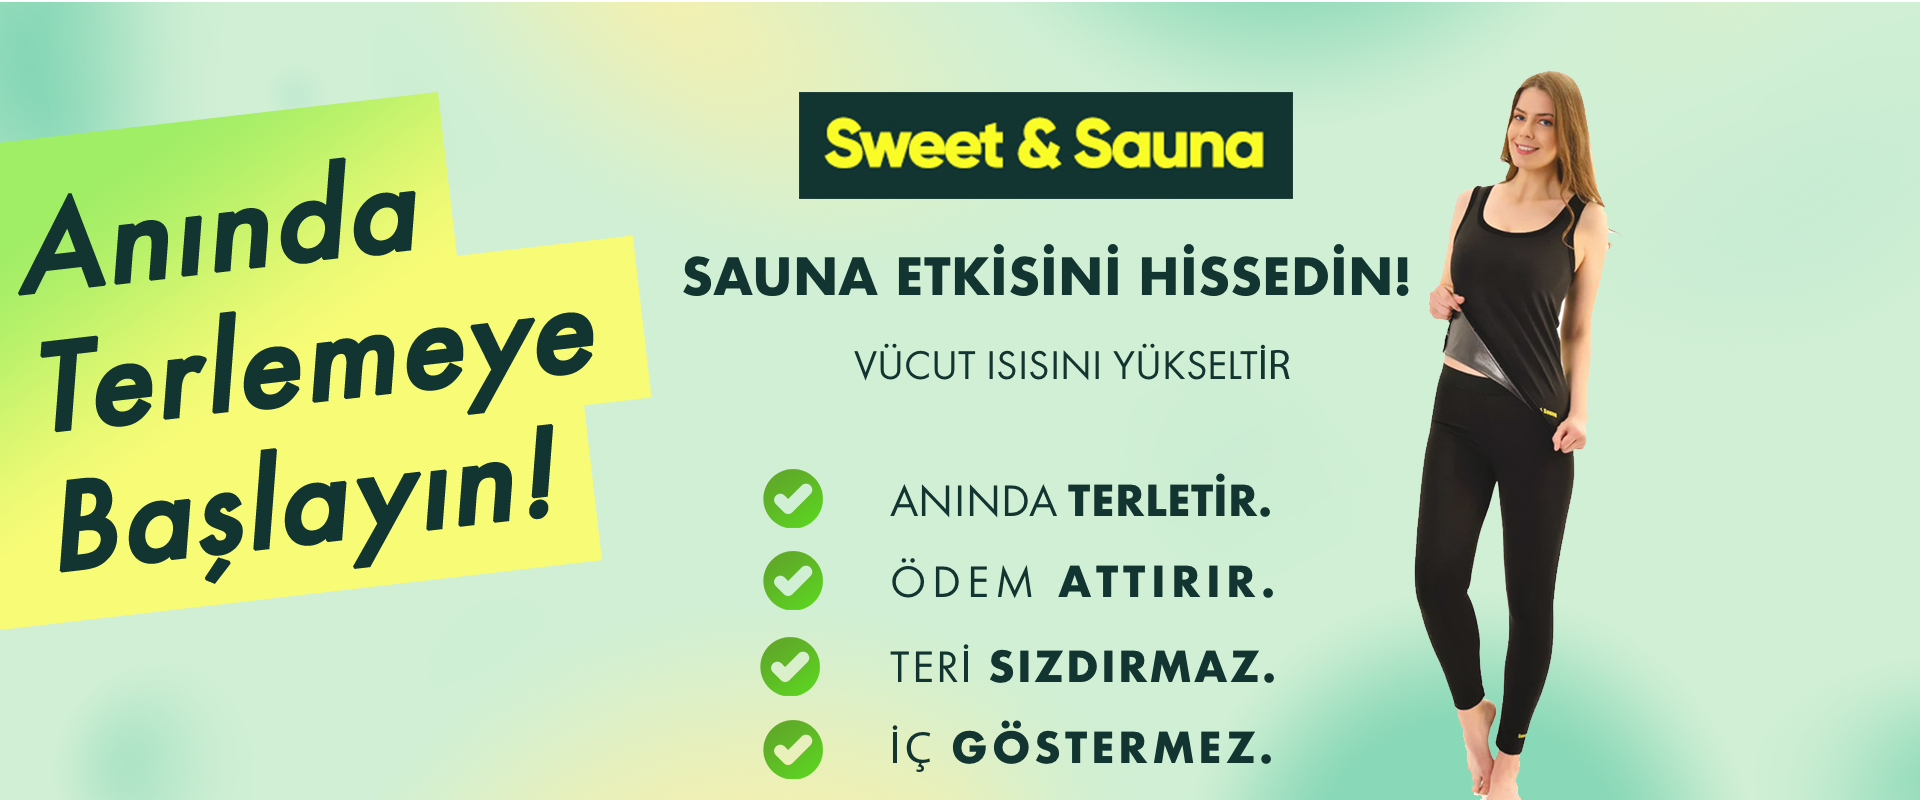 Anında
Terlemeye
Başlayın!
Sweet & Sauna
SAUNA ETKİSİNİ HİSSEDİN!
VÜCUT ISISINI YÜKSELTİR
ANINDA TERLETİR.
ÖDEM ATTIRIR.
TERİ SIZDIRMAZ.
İÇ GÖSTERMEZ.